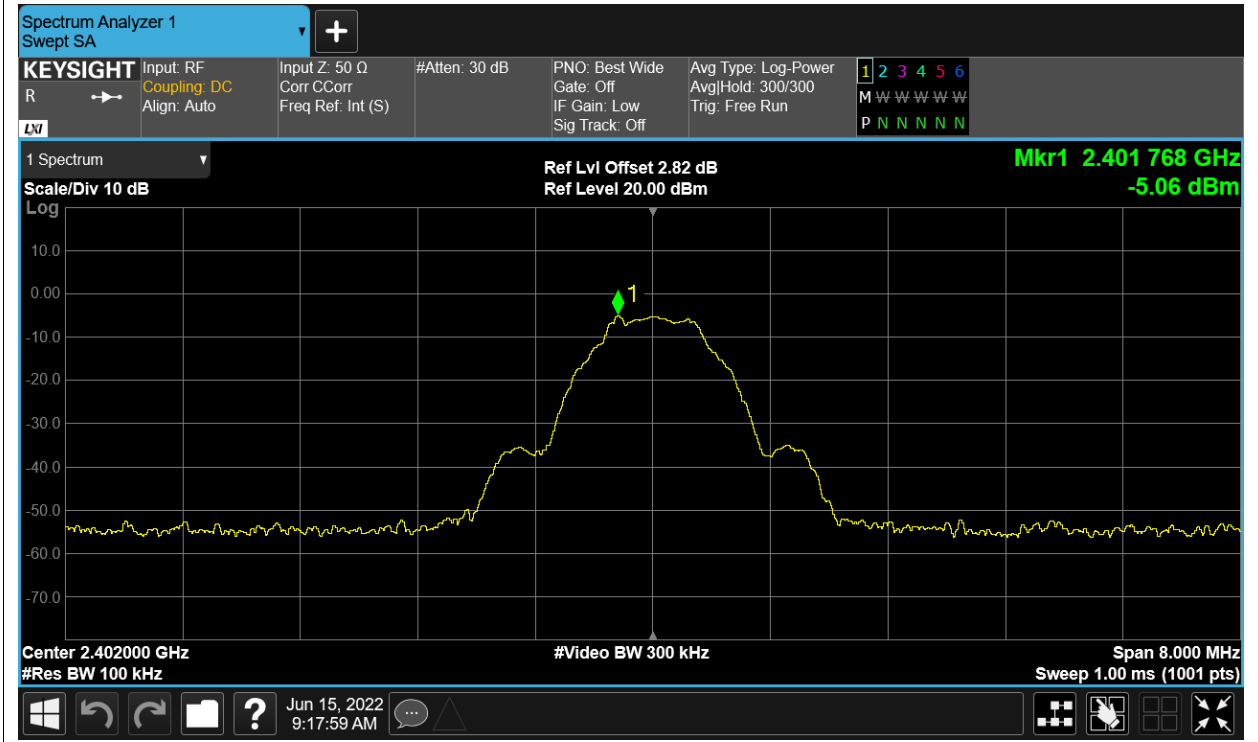 Spectrum Analyzer 1
Swept SA
KEYSIGHT
R
LXI
Input: RF
Coupling: DC
Align: Auto
Input Z: 50 Ω
Corr CCorr
Freq Ref: Int (S)
#Atten: 30 dB
PNO: Best Wide
Gate: Off
IF Gain: Low
Sig Track: Off
Avg Type: Log-Power
Avg|Hold: 300/300
Trig: Free Run
1 2 3 4 5 6
M W W W W W
P N N N N N
1 Spectrum
Scale/Div 10 dB
Log
Ref Lvl Offset 2.82 dB
Ref Level 20.00 dBm
Mkr1 2.401 768 GHz
-5.06 dBm
10.0
0.00
1
-10.0
-20.0
-30.0
-40.0
-50.0
-60.0
-70.0
Center 2.402000 GHz
#Video BW 300 kHz
Span 8.000 MHz
#Res BW 100 kHz
Sweep 1.00 ms (1001 pts)
?
Jun 15, 2022
9:17:59 AM